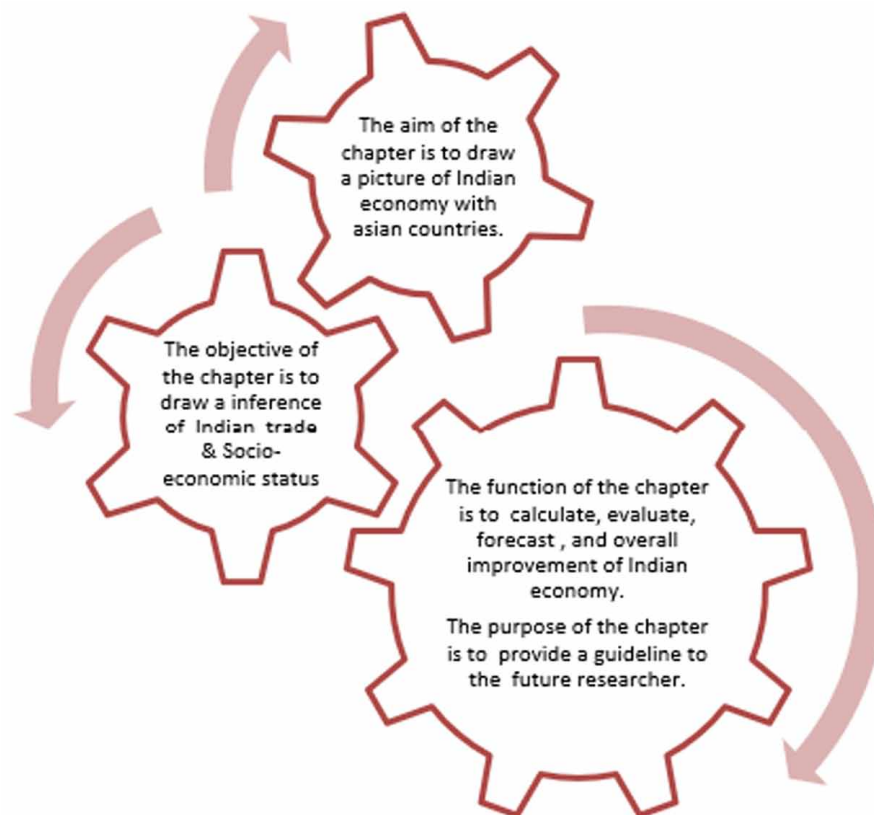 The aim of the
chapter is to draw
a picture of Indian
economy with
asian countries.
The objective of
the chapter is to
draw a inference
of Indian trade
& Socio-
economic status
The function of the chapter
is to calculate, evaluate,
forecast , and overall
improvement of Indian
economy.
The purpose of the chapter
is to provide a guideline to
the future researcher.